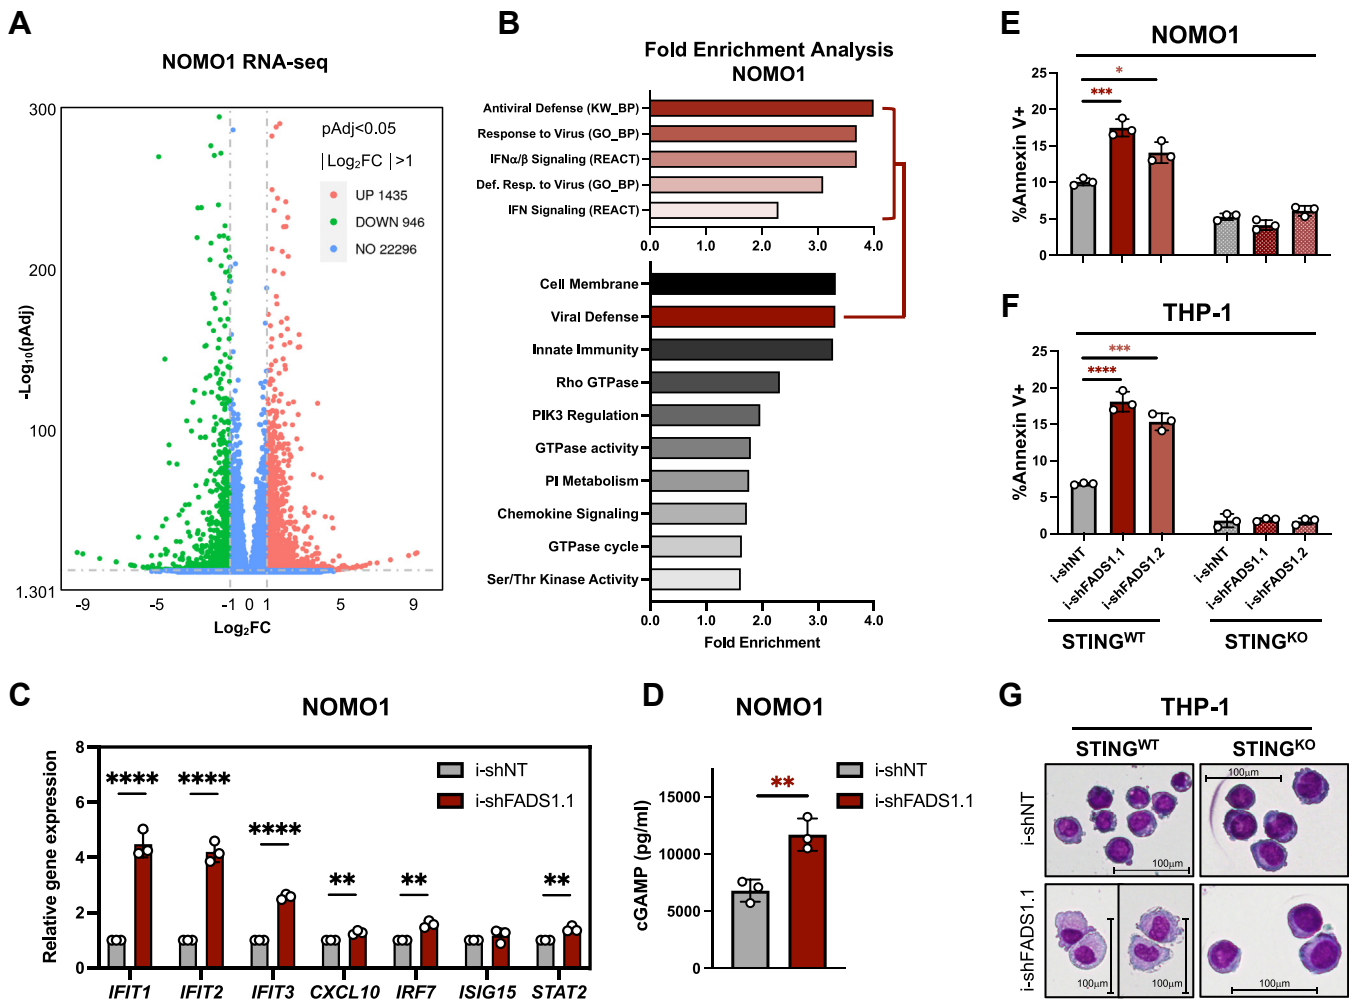 A
NOMO1 RNA-seq
300
200
100
1.301
-Log10(pAdj)
pAdj<0.05
|Log2FC |>1
UP 1435
DOWN 946
NO 22296
-9 -5 -1 0 1 5 9
Log2FC
B
Fold Enrichment Analysis
NOMO1
Antiviral Defense (KW_BP)
Response to Virus (GO_BP)
IFNα/β Signaling (REACT)
Def. Resp. to Virus (GO_BP)
IFN Signaling (REACT)
0.0 1.0 2.0 3.0 4.0
Cell Membrane
Viral Defense
Innate Immunity
Rho GTPase
PIK3 Regulation
GTPase activity
PI Metabolism
Chemokine Signaling
GTPase cycle
Ser/Thr Kinase Activity
0.0 1.0 2.0 3.0 4.0
Fold Enrichment
C
NOMO1
Relative gene expression
8
6
4
2
0
**** **** **** ** ** **
i-shNT
i-shFADS1.1
IFIT1 IFIT2 IFIT3 CXCL10 IRF7 ISIG15 STAT2
D
NOMO1
cGAMP (pg/ml)
15000
10000
5000
0
**
i-shNT
i-shFADS1.1
E
NOMO1
%Annexin V+
25
20
15
10
5
0
*
***
F
THP-1
%Annexin V+
25
20
15
10
5
0
***
****
i-shNT i-shFADS1.1 i-shFADS1.2 i-shNT i-shFADS1.1 i-shFADS1.2
STINGWT STINGKO
G
THP-1
STINGWT STINGKO
i-shNT
100μm
100μm
i-shFADS1.1
100μm
100μm
100μm